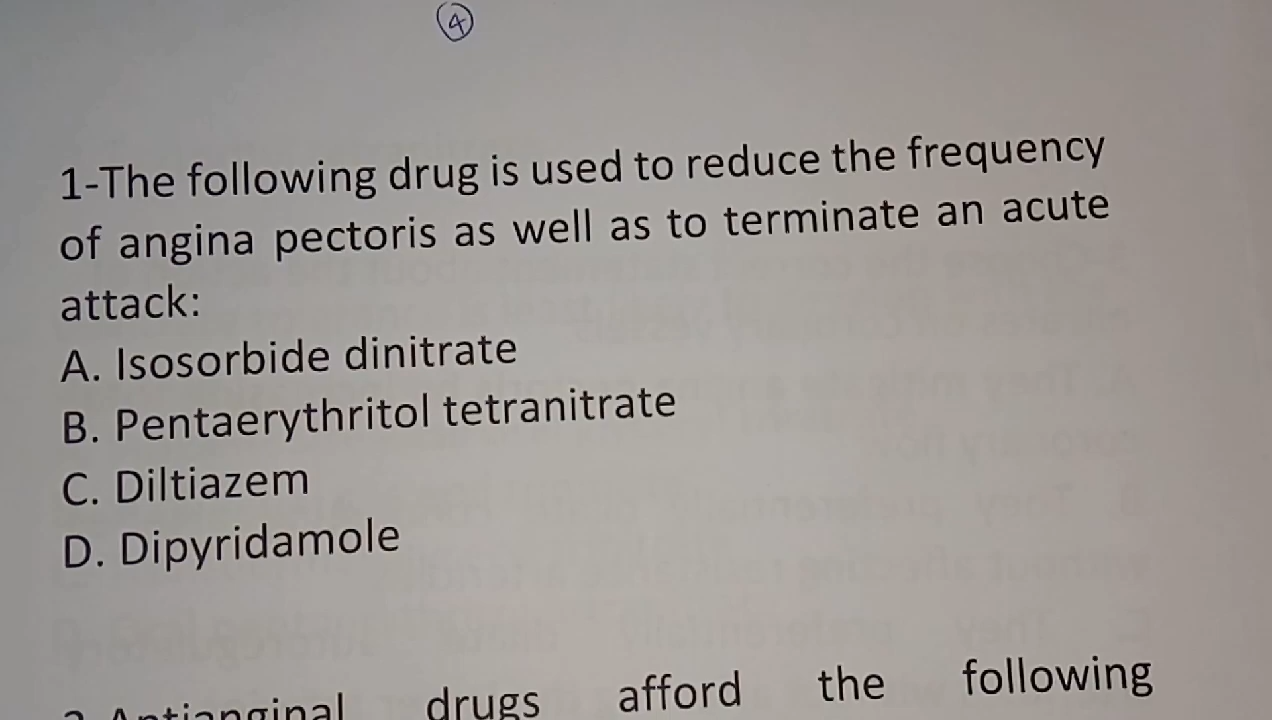 4
1-The following drug is used to reduce the frequency
of angina pectoris as well as to terminate an acute
attack:
A. Isosorbide dinitrate
B. Pentaerythritol tetranitrate
C. Diltiazem
D. Dipyridamole
Antianginal drugs afford the following